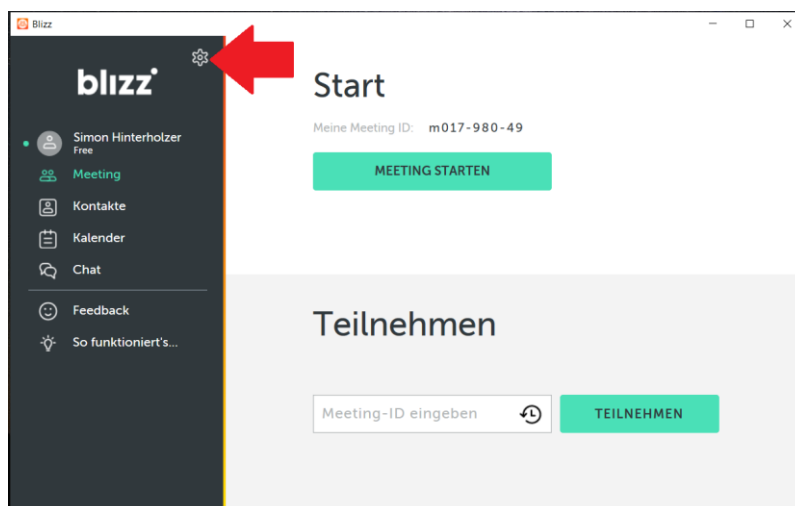 Blizz
blizz
Simon Hinterholzer
Free
Meeting
Kontakte
Kalender
Chat
Feedback
So funktioniert's...
Start
Meine Meeting ID: m017-980-49
MEETING STARTEN
Teilnehmen
Meeting-ID eingeben
TEILNEHMEN